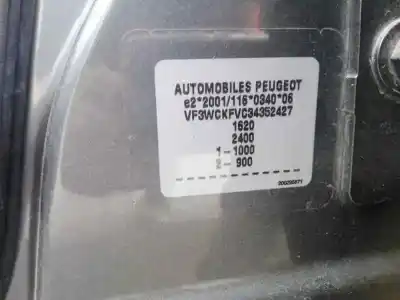 AUTOMOBILES PEUGEOT
e2*2001/116*0340*06
VF3WCKFVC34352427
1620
2400
1 - 1000
2 - 900